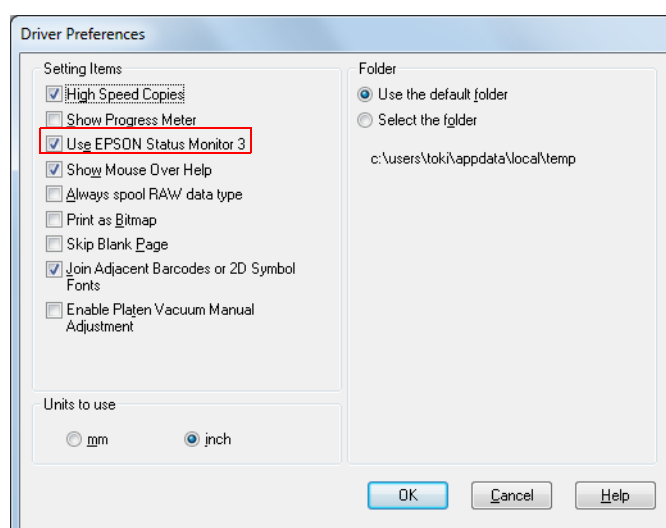 Driver Preferences
Setting Items
High Speed Copies
Show Progress Meter
Use EPSON Status Monitor 3
Show Mouse Over Help
Always spool RAW data type
Print as Bitmap
Skip Blank Page
Join Adjacent Barcodes or 2D Symbol
Fonts
Enable Platen Vacuum Manual
Adjustment
Units to use
mm
inch
Folder
Use the default folder
Select the folder
c:\users\toki\appdata\local\temp
OK
Cancel
Help